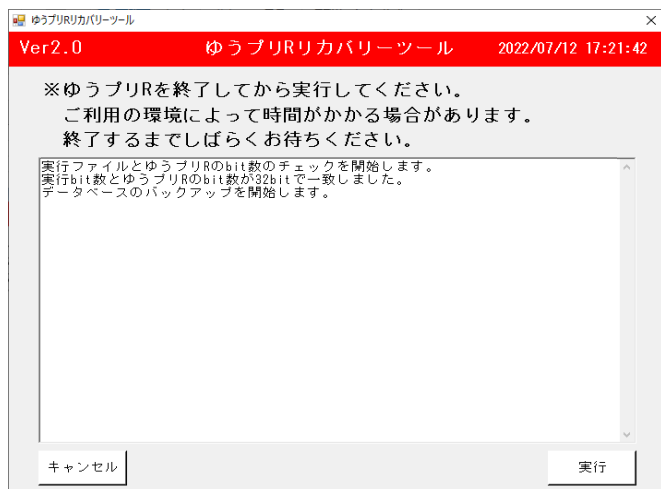 ゆうプリRリカバリーツール
Ver2.0 ゆうプリRリカバリーツール 2022/07/12 17:21:42
※ゆうプリRを終了してから実行してください。
ご利用の環境によって時間がかかる場合があります。
終了するまでしばらくお待ちください。
実行ファイルとゆうプリRのbit数のチェックを開始します。
実行bit数とゆうプリRのbit数が32bitで一致しました。
データベースのバックアップを開始します。
キャンセル 実行